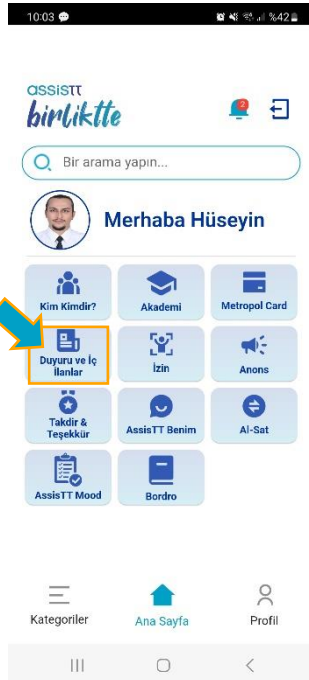 10:03 %42
assisTT
birliktte
2
Bir arama yapın...
Merhaba Hüseyin
Kim Kimdir?
Akademi
Metropol Card
Duyuru ve İç
İlanlar
İzin
Anons
Takdir &
Teşekkür
AssisTT Benim
Al-Sat
AssisTT Mood
Bordro
Kategoriler
Ana Sayfa
Profil